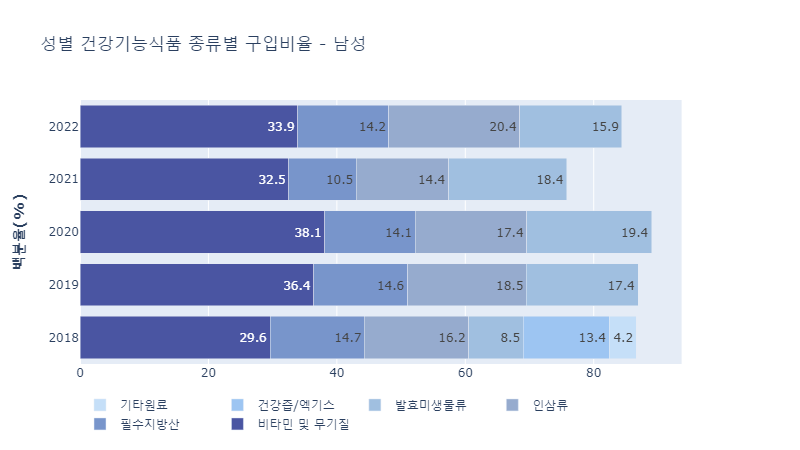 성별 건강기능식품 종류별 구입비율 - 남성
백분율(%)
2022 33.9 14.2 20.4 15.9
2021 32.5 10.5 14.4 18.4
2020 38.1 14.1 17.4 19.4
2019 36.4 14.6 18.5 17.4
2018 29.6 14.7 16.2 8.5 13.4 4.2
0 20 40 60 80
기타원료 건강즙/엑기스 발효미생물류 인삼류
필수지방산 비타민 및 무기질